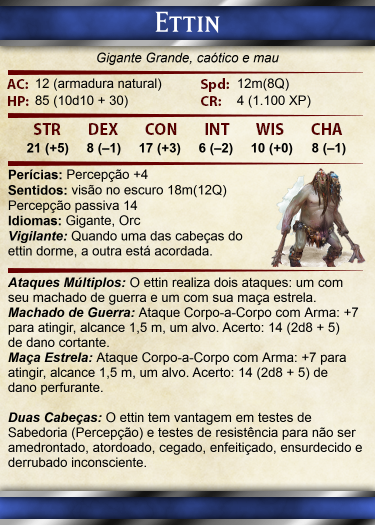 Ettin
Gigante Grande, caótico e mau
AC: 12 (armadura natural) Spd: 12m(8Q)
HP: 85 (10d10 + 30) CR: 4 (1.100 XP)
STR DEX CON INT WIS CHA
21 (+5) 8 (–1) 17 (+3) 6 (–2) 10 (+0) 8 (–1)
Perícias: Percepção +4
Sentidos: visão no escuro 18m(12Q)
Percepção passiva 14
Idiomas: Gigante, Orc
Vigilante: Quando uma das cabeças do
ettin dorme, a outra está acordada.
Ataques Múltiplos: O ettin realiza dois ataques: um com
seu machado de guerra e um com sua maça estrela.
Machado de Guerra: Ataque Corpo-a-Corpo com Arma: +7
para atingir, alcance 1,5 m, um alvo. Acerto: 14 (2d8 + 5)
de dano cortante.
Maça Estrela: Ataque Corpo-a-Corpo com Arma: +7 para
atingir, alcance 1,5 m, um alvo. Acerto: 14 (2d8 + 5) de
dano perfurante.
Duas Cabeças: O ettin tem vantagem em testes de
Sabedoria (Percepção) e testes de resistência para não ser
amedrontado, atordoado, cegado, enfeitiçado, ensurdecido e
derrubado inconsciente.